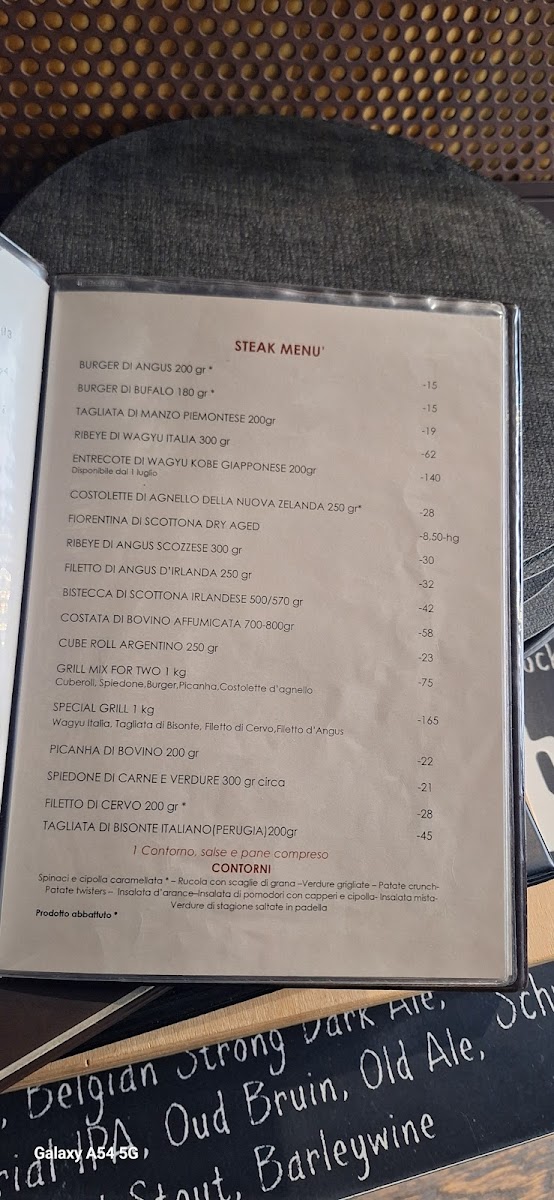 STEAK MENU'
BURGER DI ANGUS 200 gr * -15
BURGER DI BUFALO 180 gr * -15
TAGLIATA DI MANZO PIEMONTESE 200gr -19
RIBEYE DI WAGYU ITALIA 300 gr -62
ENTRECOTE DI WAGYU KOBE GIAPPONESE 200gr -140
Disponibile dal 1 luglio
COSTOLETTE DI AGNELLO DELLA NUOVA ZELANDA 250 gr* -28
FIORENTINA DI SCOTTONA DRY AGED -8,50-hg
RIBEYE DI ANGUS SCOZZESE 300 gr -30
FILETTO DI ANGUS D'IRLANDA 250 gr -32
BISTECCA DI SCOTTONA IRLANDESE 500/570 gr -42
COSTATA DI BOVINO AFFUMICATA 700-800gr -58
CUBE ROLL ARGENTINO 250 gr -23
GRILL MIX FOR TWO 1 kg -75
Cuberoll, Spiedone,Burger,Picanha,Costolette d'agnello
SPECIAL GRILL 1 kg -165
Wagyu Italia, Tagliata di Bisonte, Filetto di Cervo,Filetto d'Angus
PICANHA DI BOVINO 200 gr -22
SPIEDONE DI CARNE E VERDURE 300 gr circa -21
FILETTO DI CERVO 200 gr * -28
TAGLIATA DI BISONTE ITALIANO(PERUGIA)200gr -45
1 Contorno, salse e pane compreso
CONTORNI
Spinaci e cipolla caramellata * – Rucola con scaglie di grana –Verdure grigliate – Patate crunch-
Patate twisters – Insalata d'arance–Insalata di pomodori con capperi e cipolla- Insalata mista-
Verdure di stagione saltate in padella
Prodotto abbattuto *
, Belgian Strong Dark Ale, Sch
rial IPA, Oud Bruin, Old Ale,
Stout, Barleywine
Galaxy A54 5G